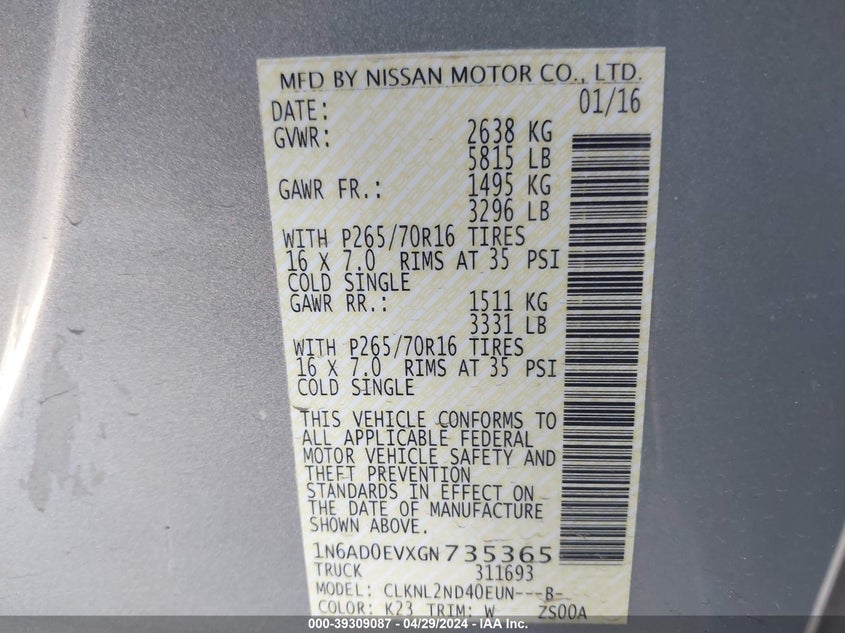 MFD BY NISSAN MOTOR CO., LTD.
DATE: 01/16
GVWR: 2638 KG
5815 LB
GAWR FR.: 1495 KG
3296 LB
WITH P265/70R16 TIRES
16 X 7.0 RIMS AT 35 PSI
COLD SINGLE
GAWR RR.: 1511 KG
3331 LB
WITH P265/70R16 TIRES
16 X 7.0 RIMS AT 35 PSI
COLD SINGLE
THIS VEHICLE CONFORMS TO
ALL APPLICABLE FEDERAL
MOTOR VEHICLE SAFETY AND
THEFT PREVENTION
STANDARDS IN EFFECT ON
THE DATE OF MANUFACTURE
SHOWN ABOVE.
1N6AD0EVXGN735365
TRUCK 311693
MODEL: CLKNL2ND40EUN---B-
COLOR: K23 TRIM: W ZS00A
000-39309087 - 04/29/2024 - IAA Inc.